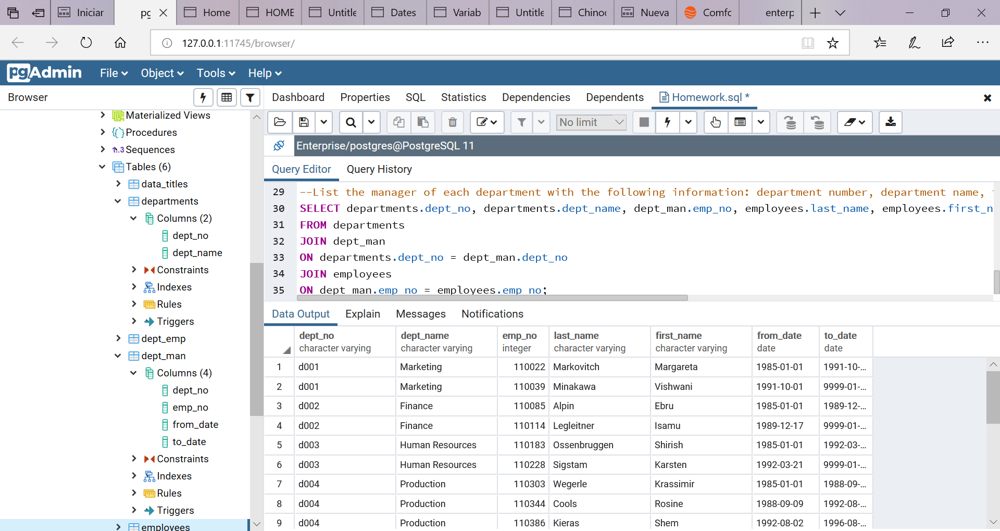 Iniciar pg Home HOME Untitle Dates Variab Untitle Chinoo Nueva Comfo enterp
127.0.0.1:11745/browser/
pgAdmin File Object Tools Help
Browser
Dashboard Properties SQL Statistics Dependencies Dependents Homework.sql *
Materialized Views
Procedures
1..3 Sequences
Tables (6)
data_titles
departments
Columns (2)
dept_no
dept_name
Constraints
Indexes
Rules
Triggers
dept_emp
dept_man
Columns (4)
dept_no
emp_no
from_date
to_date
Constraints
Indexes
Rules
Triggers
employees
No limit
Enterprise/postgres@PostgreSQL 11
Query Editor Query History
29 --List the manager of each department with the following information: department number, department name,
30 SELECT departments.dept_no, departments.dept_name, dept_man.emp_no, employees.last_name, employees.first_n
31 FROM departments
32 JOIN dept_man
33 ON departments.dept_no = dept_man.dept_no
34 JOIN employees
35 ON dept_man.emp_no = employees.emp_no;
Data Output Explain Messages Notifications
dept_no dept_name emp_no last_name first_name from_date to_date
character varying character varying integer character varying character varying date date
1 d001 Marketing 110022 Markovitch Margareta 1985-01-01 1991-10-...
2 d001 Marketing 110039 Minakawa Vishwani 1991-10-01 9999-01-...
3 d002 Finance 110085 Alpin Ebru 1985-01-01 1989-12-...
4 d002 Finance 110114 Legleitner Isamu 1989-12-17 9999-01-...
5 d003 Human Resources 110183 Ossenbruggen Shirish 1985-01-01 1992-03-...
6 d003 Human Resources 110228 Sigstam Karsten 1992-03-21 9999-01-...
7 d004 Production 110303 Wegerle Krassimir 1985-01-01 1988-09-...
8 d004 Production 110344 Cools Rosine 1988-09-09 1992-08-...
9 d004 Production 110386 Kieras Shem 1992-08-02 1996-08-...